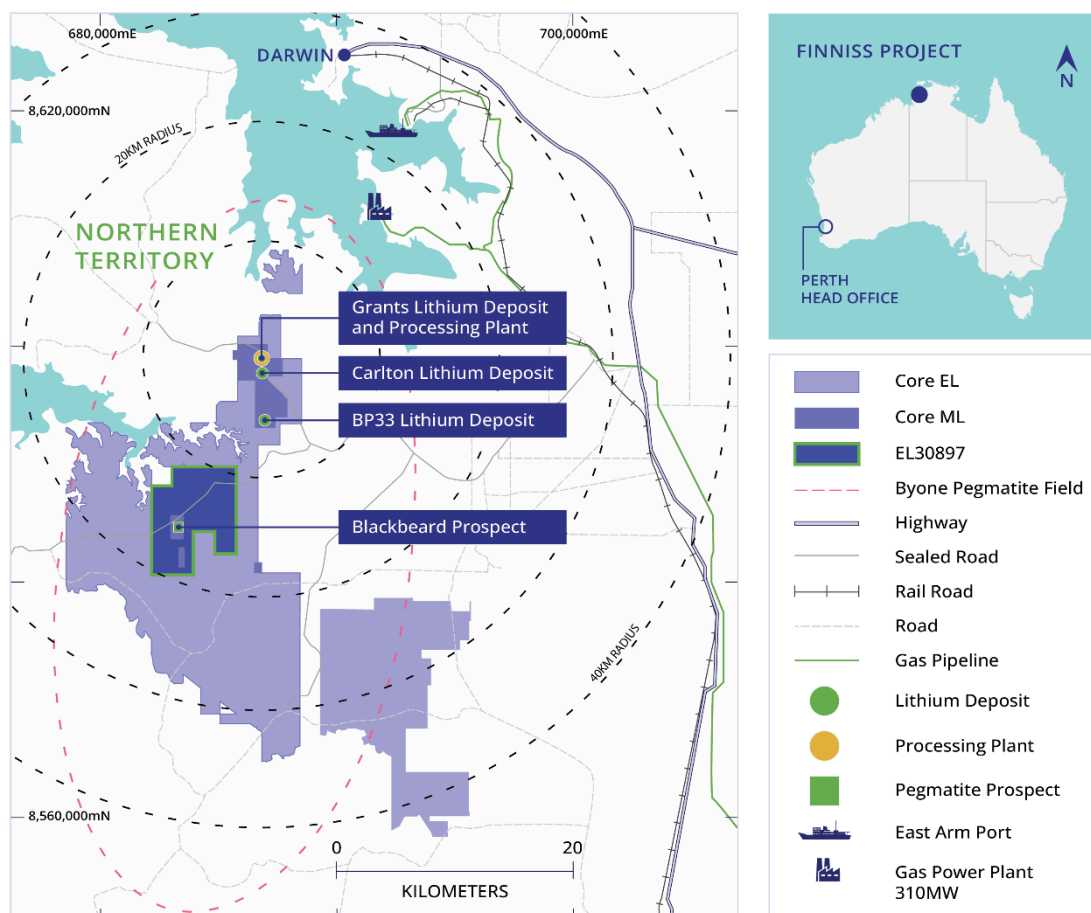 680,000mE
700,000mE
DARWIN
8,620,000mN
20KM RADIUS
NORTHERN
TERRITORY
Grants Lithium Deposit
and Processing Plant
Carlton Lithium Deposit
BP33 Lithium Deposit
Blackbeard Prospect
40KM RADIUS
8,560,000mN
0
20
KILOMETERS
FINNISS PROJECT
N
PERTH
HEAD OFFICE
Core EL
Core ML
EL30897
Byone Pegmatite Field
Highway
Sealed Road
Rail Road
Road
Gas Pipeline
Lithium Deposit
Processing Plant
Pegmatite Prospect
East Arm Port
Gas Power Plant
310MW